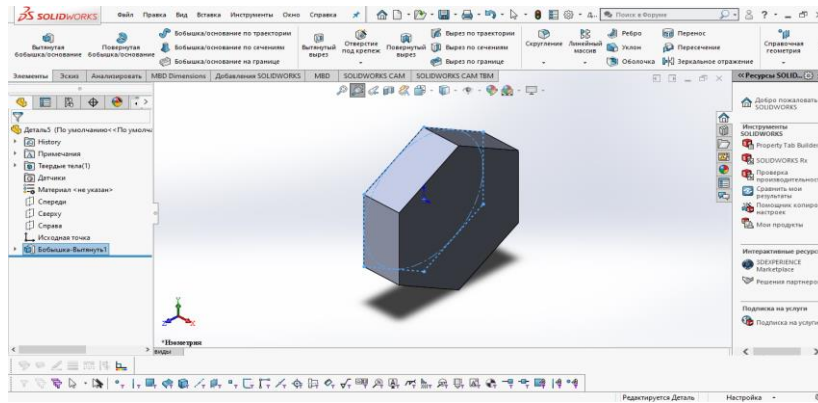 SOLIDWORKS Файл Правка Вид Вставка Инструменты Окно Справка Поиск в Форуме
Вытянутая бобышка/основание
Повернутая бобышка/основание
Бобышка/основание по траектории
Бобышка/основание по сечениям
Бобышка/основание на границе
Вытянутый вырез
Отверстие под крепеж
Повернутый вырез
Вырез по траектории
Вырез по сечениям
Вырез по границе
Скругление
Линейный массив
Ребро
Уклон
Оболочка
Перенос
Пересечение
Зеркальное отражение
Справочная геометрия
Элементы Эскиз Анализировать MBD Dimensions Добавления SOLIDWORKS MBD SOLIDWORKS CAM SOLIDWORKS CAM TBM
Деталь5 (По умолчанию<<По умолча
History
Примечания
Твердые тела(1)
Датчики
Материал <не указан>
Спереди
Сверху
Справа
Исходная точка
Бобышка-Вытянуть1
*Изометрия
виды
Ресурсы SOLID...
Добро пожаловать
SOLIDWORKS
Инструменты
SOLIDWORKS
Property Tab Builder
SOLIDWORKS Rx
Проверка
производительнос
Сравнить мои
результаты
Помощник копиро
настроек
Мои продукты
Интерактивные ресурс
3DEXPERIENCE
Marketplace
Решения партнеро
Подписка на услуги
Подписка на услуги
Редактируется Деталь Настройка